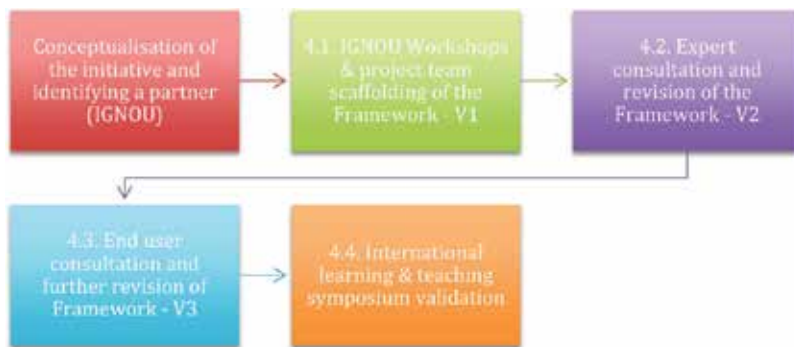 Conceptualisation of
the initiative and
identifying a partner
(IGNOU)
4.1. IGNOU Workshops
& project team
scaffolding of the
Framework - V1
4.2. Expert
consultation and
revision of the
Framework - V2
4.3. End user
consultation and
further revision of
Framework - V3
4.4. International
learning & teaching
symposium validation